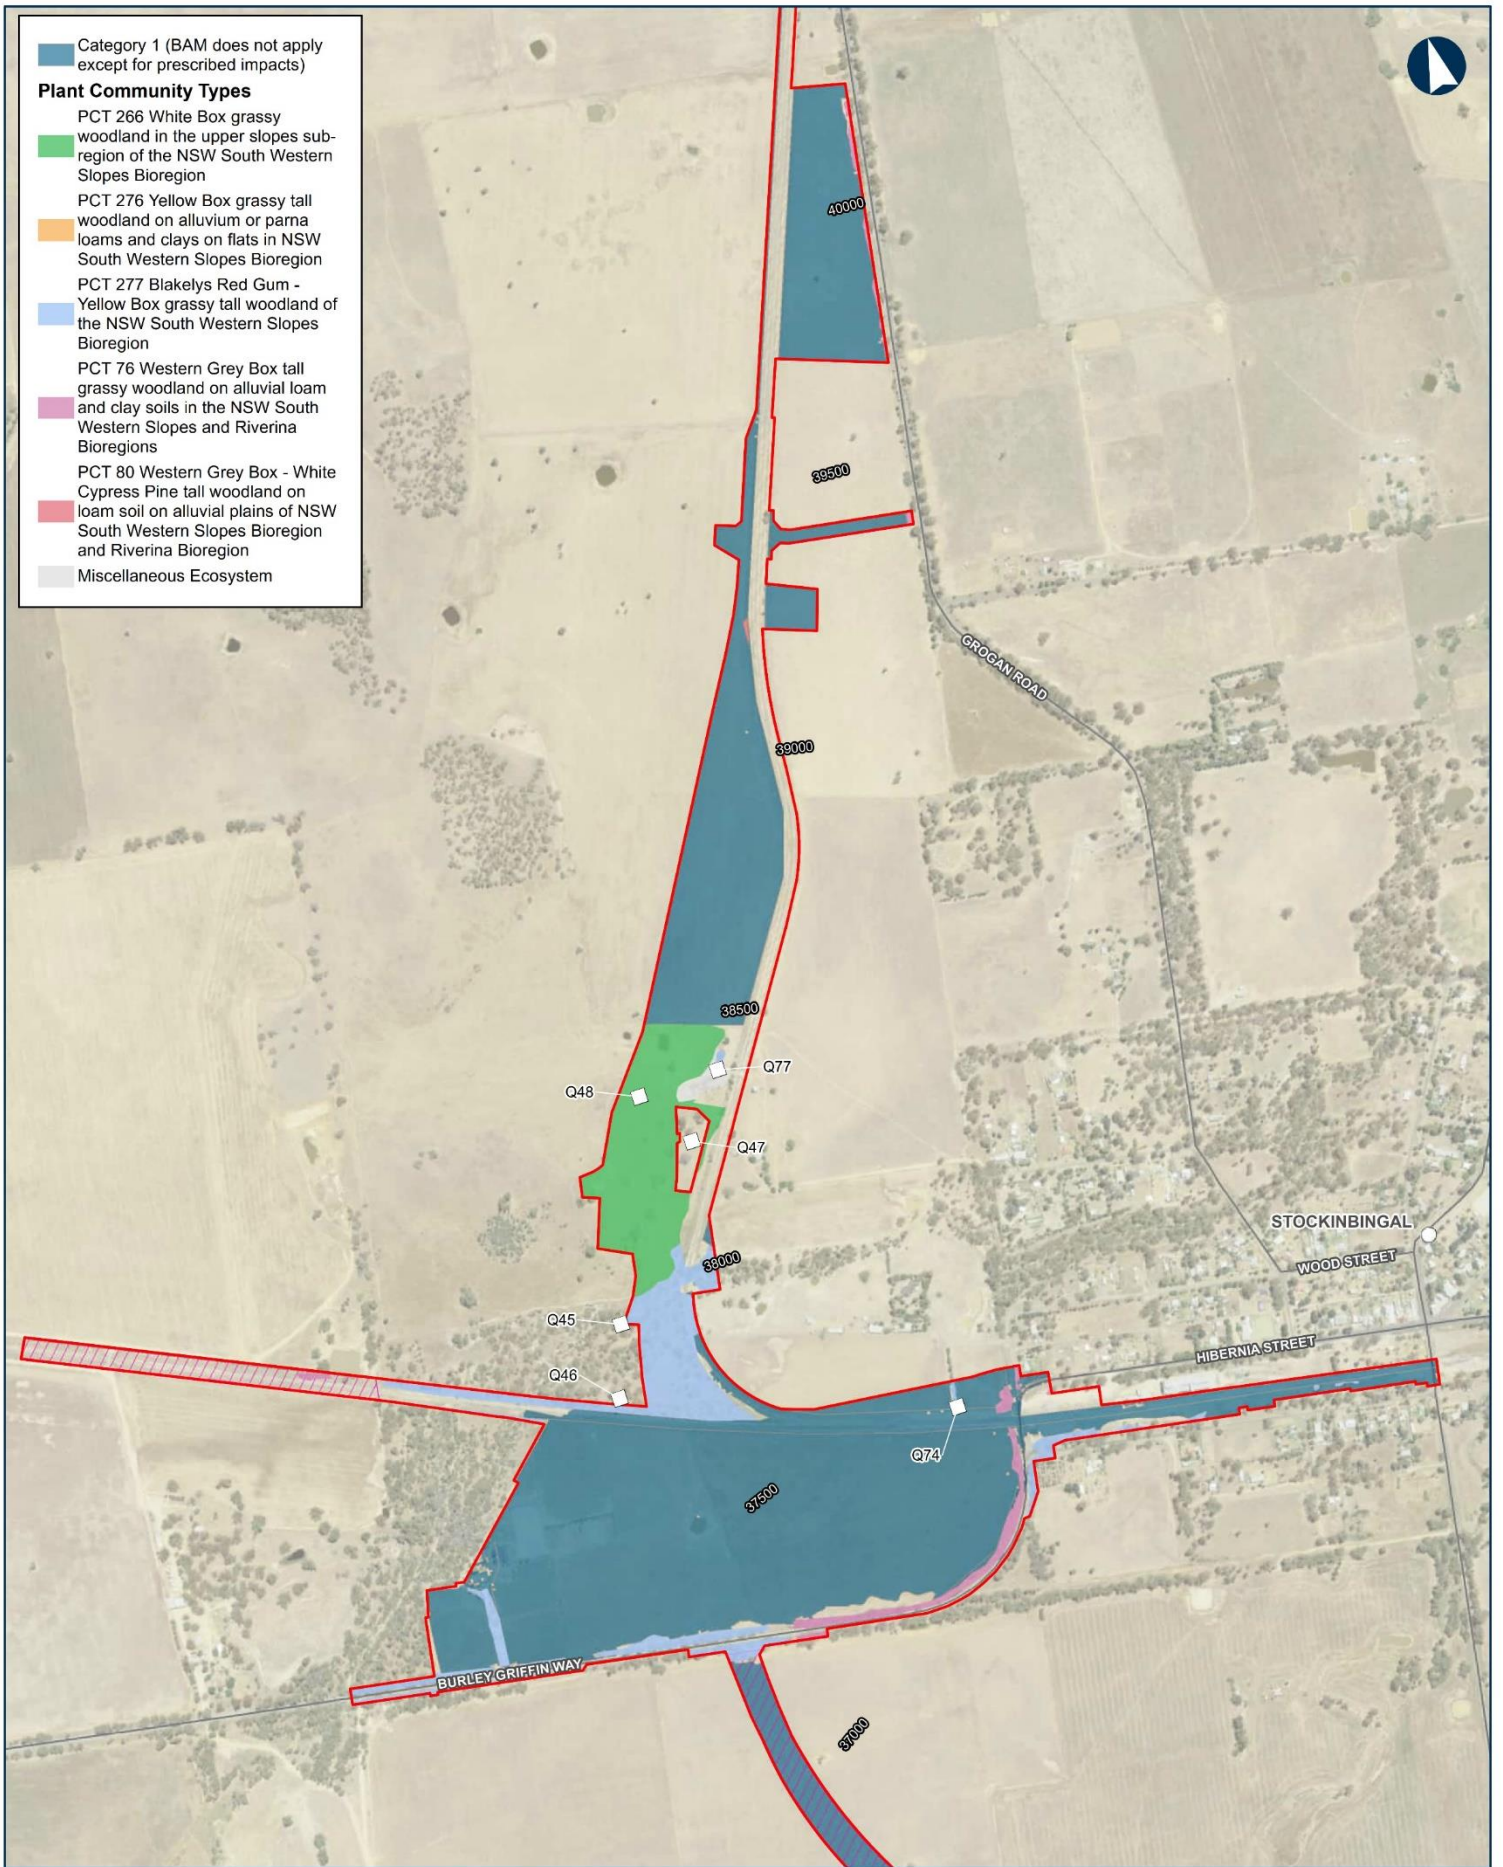 Category 1 (BAM does not apply
except for prescribed impacts)
Plant Community Types
PCT 266 White Box grassy
woodland in the upper slopes sub-
region of the NSW South Western
Slopes Bioregion
PCT 276 Yellow Box grassy tall
woodland on alluvium or parna
loams and clays on flats in NSW
South Western Slopes Bioregion
PCT 277 Blakelys Red Gum -
Yellow Box grassy tall woodland of
the NSW South Western Slopes
Bioregion
PCT 76 Western Grey Box tall
grassy woodland on alluvial loam
and clay soils in the NSW South
Western Slopes and Riverina
Bioregions
PCT 80 Western Grey Box - White
Cypress Pine tall woodland on
loam soil on alluvial plains of NSW
South Western Slopes Bioregion
and Riverina Bioregion
Miscellaneous Ecosystem
40000
39500
GROGAN ROAD
39000
38500
Q77
Q48
Q47
STOCKINBINGAL
WOOD STREET
38000
Q45
HIBERNIA STREET
Q46
Q74
37500
BURLEY GRIFFIN WAY
37000